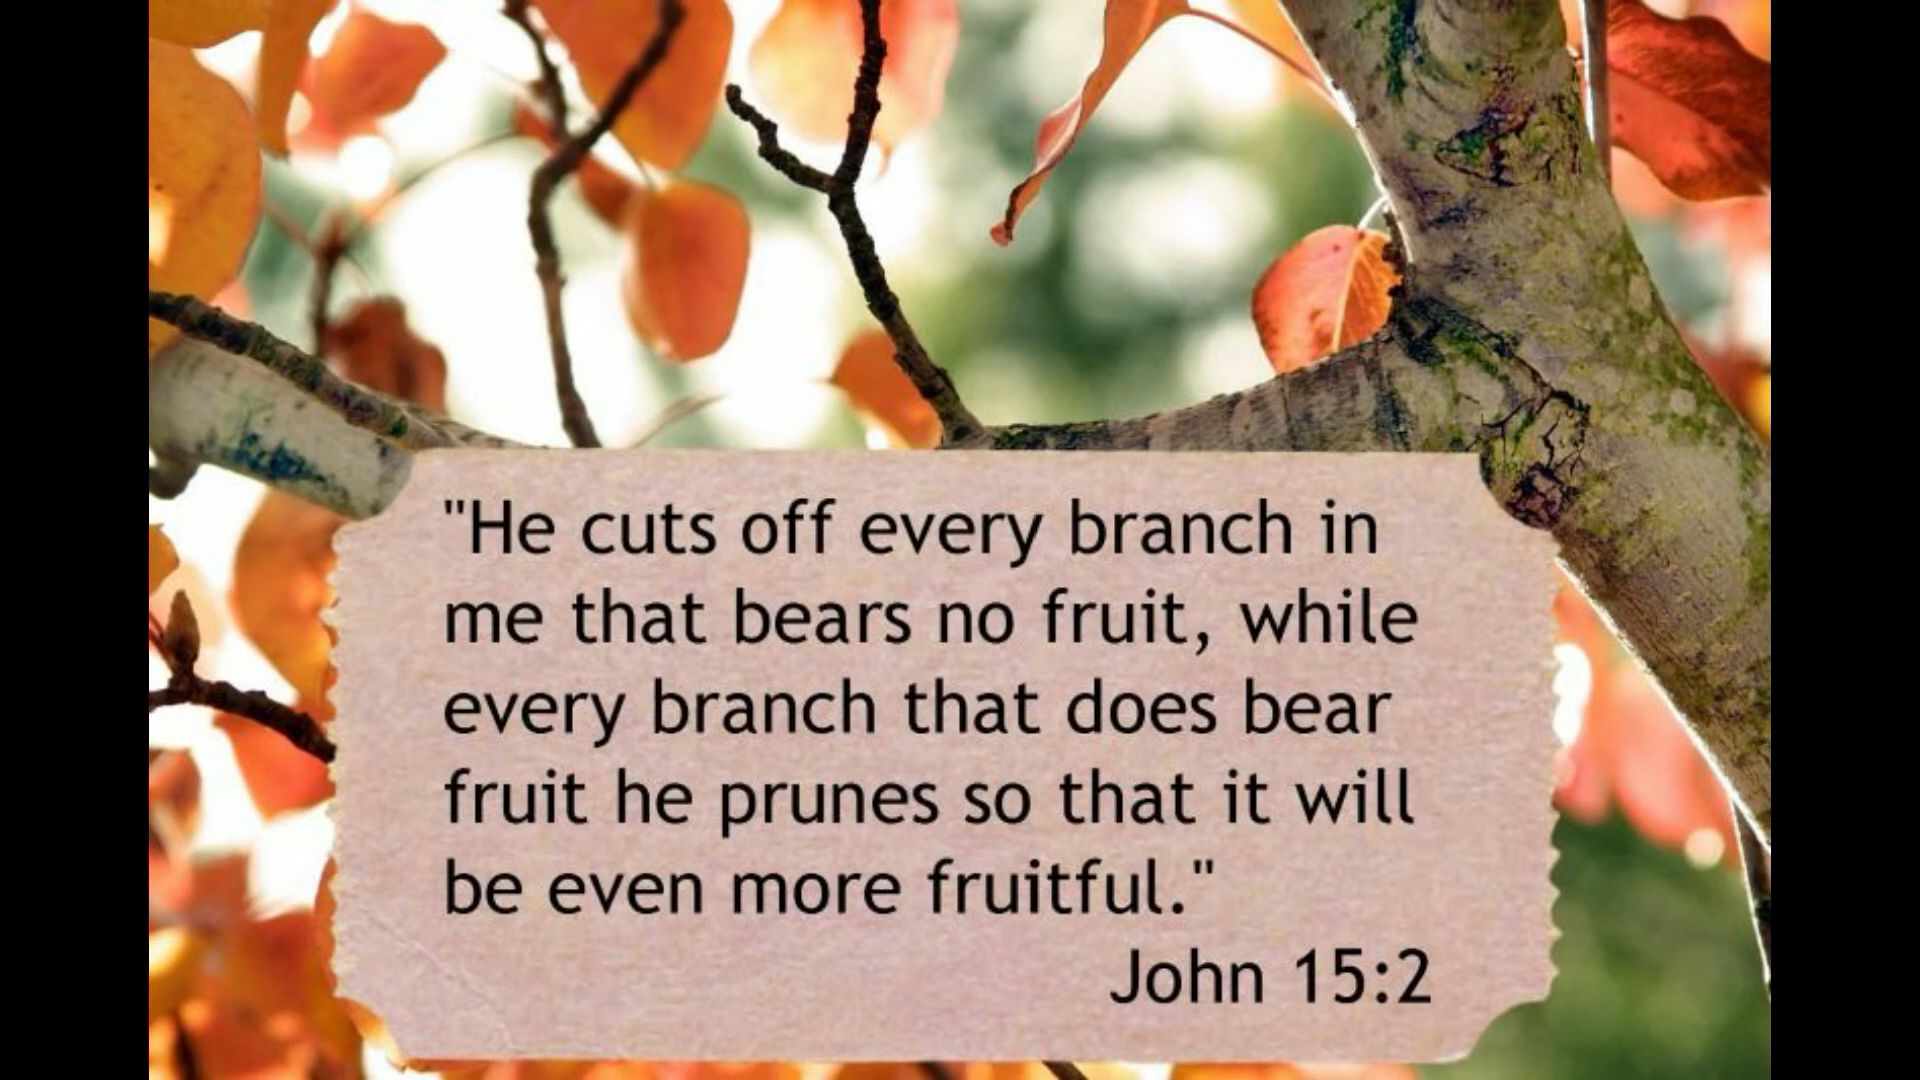 "He cuts off every branch in
me that bears no fruit, while
every branch that does bear
fruit he prunes so that it will
be even more fruitful."
John 15:2